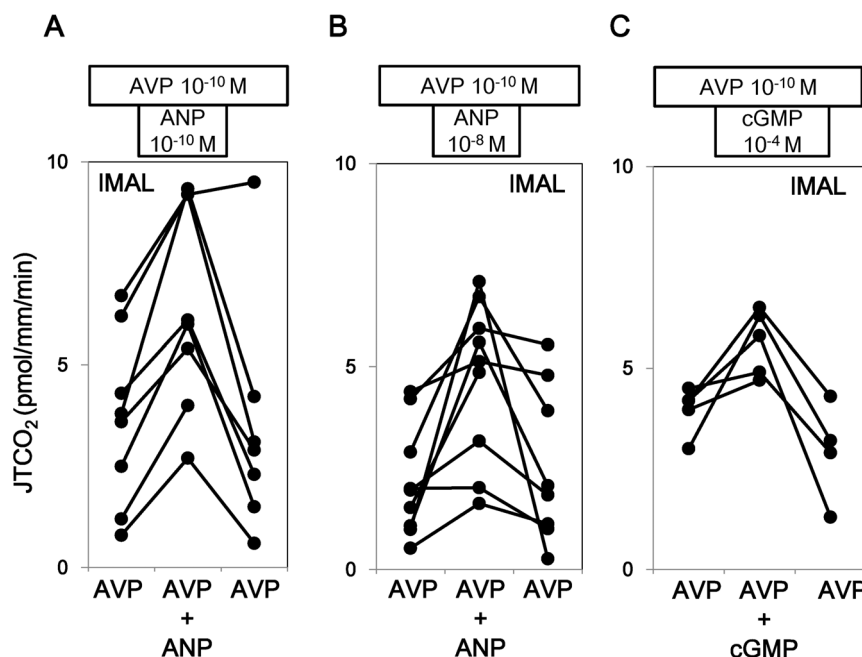 A
AVP 10⁻¹⁰ M
ANP
10⁻¹⁰ M
10
IMAL
5
0
JTCO₂ (pmol/mm/min)
AVP AVP AVP
+
ANP
B
AVP 10⁻¹⁰ M
ANP
10⁻⁸ M
10
IMAL
5
0
AVP AVP AVP
+
ANP
C
AVP 10⁻¹⁰ M
cGMP
10⁻⁴ M
10
IMAL
5
0
AVP AVP AVP
+
cGMP